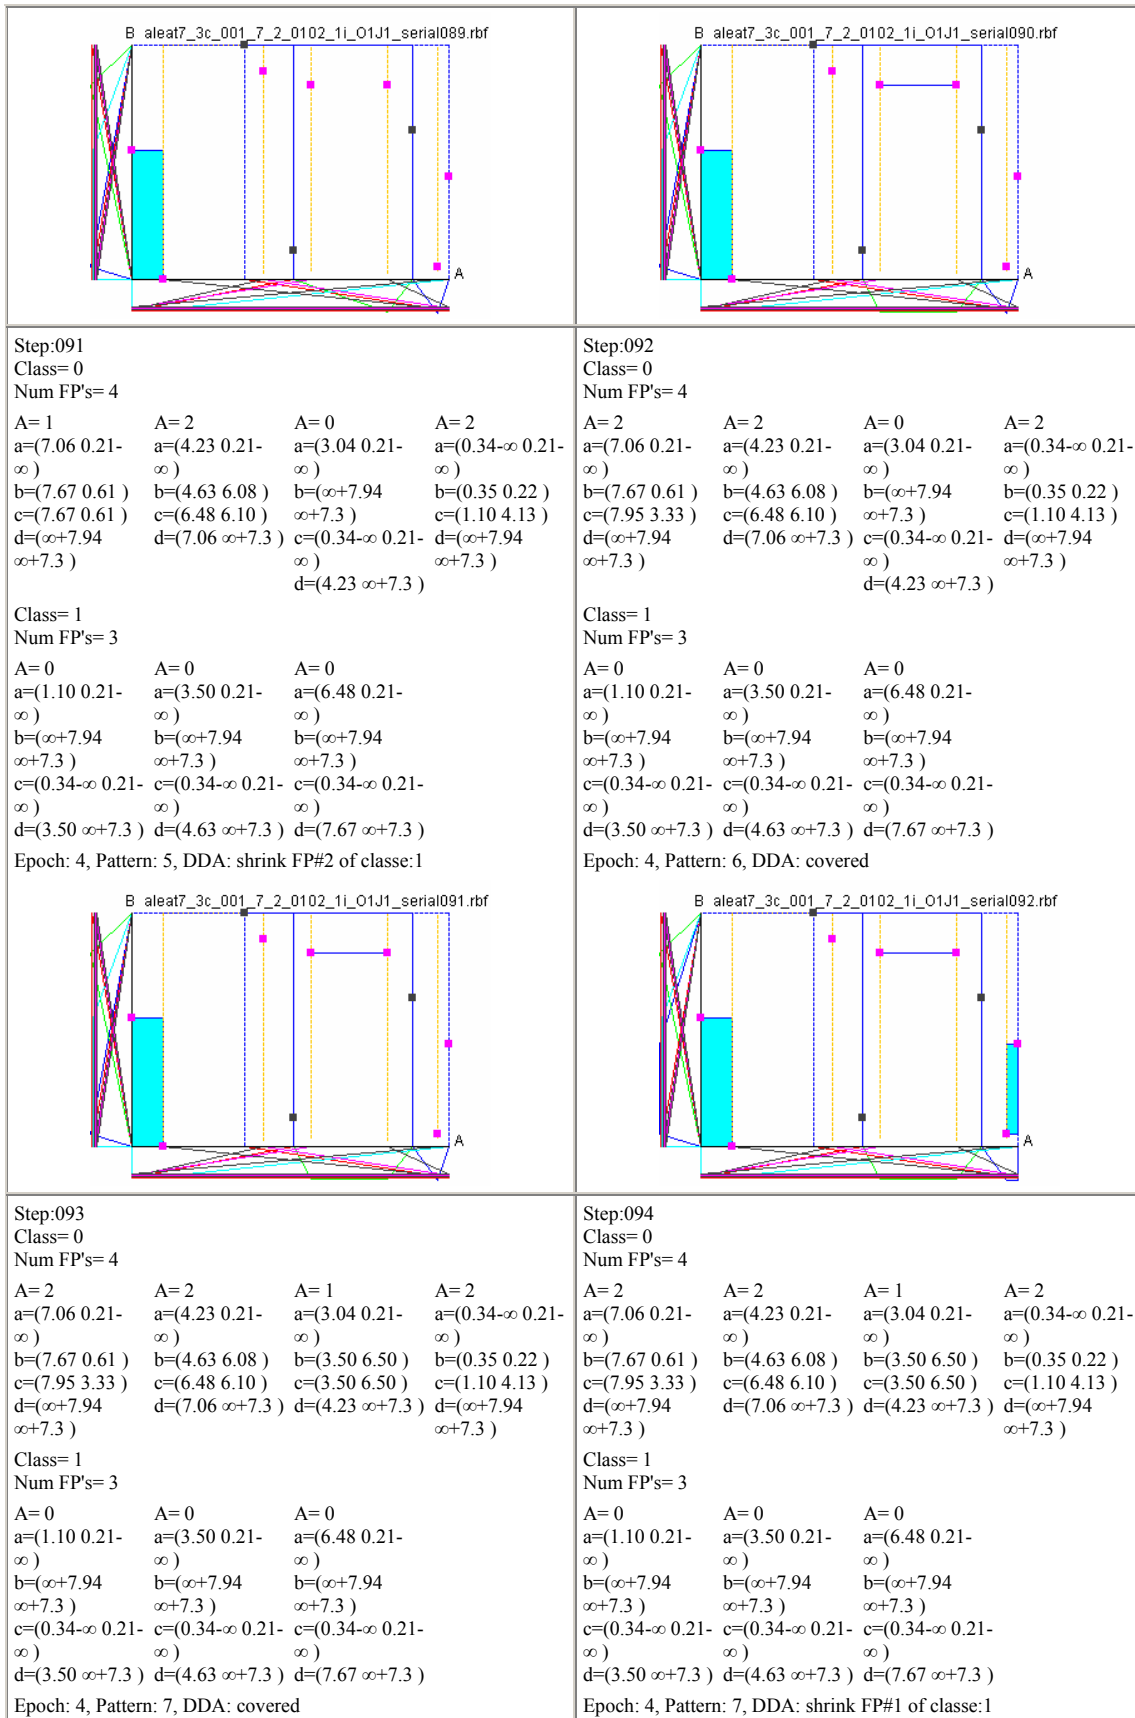 B aleat7_3c_001_7_2_0102_1i_O1J1_serial089.rbf
A
B aleat7_3c_001_7_2_0102_1i_O1J1_serial090.rbf
A
Step:091
Class= 0
Num FP's= 4
A= 1 A= 2 A= 0 A= 2
a=(7.06 0.21- a=(4.23 0.21- a=(3.04 0.21- a=(0.34-∞ 0.21-
∞ ) ∞ ) ∞ ) ∞ )
b=(7.67 0.61 ) b=(4.63 6.08 ) b=(∞+7.94 b=(0.35 0.22 )
c=(7.67 0.61 ) c=(6.48 6.10 ) ∞+7.3 ) c=(1.10 4.13 )
d=(∞+7.94 d=(7.06 ∞+7.3 ) c=(0.34-∞ 0.21- d=(∞+7.94
∞+7.3 ) ∞ ) ∞+7.3 )
d=(4.23 ∞+7.3 )
Class= 1
Num FP's= 3
A= 0 A= 0 A= 0
a=(1.10 0.21- a=(3.50 0.21- a=(6.48 0.21-
∞ ) ∞ ) ∞ )
b=(∞+7.94 b=(∞+7.94 b=(∞+7.94
∞+7.3 ) ∞+7.3 ) ∞+7.3 )
c=(0.34-∞ 0.21- c=(0.34-∞ 0.21- c=(0.34-∞ 0.21-
∞ ) ∞ ) ∞ )
d=(3.50 ∞+7.3 ) d=(4.63 ∞+7.3 ) d=(7.67 ∞+7.3 )
Epoch: 4, Pattern: 5, DDA: shrink FP#2 of classe:1
B aleat7_3c_001_7_2_0102_1i_O1J1_serial091.rbf
A
Step:092
Class= 0
Num FP's= 4
A= 2 A= 2 A= 0 A= 2
a=(7.06 0.21- a=(4.23 0.21- a=(3.04 0.21- a=(0.34-∞ 0.21-
∞ ) ∞ ) ∞ ) ∞ )
b=(7.67 0.61 ) b=(4.63 6.08 ) b=(∞+7.94 b=(0.35 0.22 )
c=(7.95 3.33 ) c=(6.48 6.10 ) ∞+7.3 ) c=(1.10 4.13 )
d=(∞+7.94 d=(7.06 ∞+7.3 ) c=(0.34-∞ 0.21- d=(∞+7.94
∞+7.3 ) ∞ ) ∞+7.3 )
d=(4.23 ∞+7.3 )
Class= 1
Num FP's= 3
A= 0 A= 0 A= 0
a=(1.10 0.21- a=(3.50 0.21- a=(6.48 0.21-
∞ ) ∞ ) ∞ )
b=(∞+7.94 b=(∞+7.94 b=(∞+7.94
∞+7.3 ) ∞+7.3 ) ∞+7.3 )
c=(0.34-∞ 0.21- c=(0.34-∞ 0.21- c=(0.34-∞ 0.21-
∞ ) ∞ ) ∞ )
d=(3.50 ∞+7.3 ) d=(4.63 ∞+7.3 ) d=(7.67 ∞+7.3 )
Epoch: 4, Pattern: 6, DDA: covered
B aleat7_3c_001_7_2_0102_1i_O1J1_serial092.rbf
A
Step:093
Class= 0
Num FP's= 4
A= 2 A= 2 A= 1 A= 2
a=(7.06 0.21- a=(4.23 0.21- a=(3.04 0.21- a=(0.34-∞ 0.21-
∞ ) ∞ ) ∞ ) ∞ )
b=(7.67 0.61 ) b=(4.63 6.08 ) b=(3.50 6.50 ) b=(0.35 0.22 )
c=(7.95 3.33 ) c=(6.48 6.10 ) c=(3.50 6.50 ) c=(1.10 4.13 )
d=(∞+7.94 d=(7.06 ∞+7.3 ) d=(4.23 ∞+7.3 ) d=(∞+7.94
∞+7.3 ) ∞+7.3 )
Class= 1
Num FP's= 3
A= 0 A= 0 A= 0
a=(1.10 0.21- a=(3.50 0.21- a=(6.48 0.21-
∞ ) ∞ ) ∞ )
b=(∞+7.94 b=(∞+7.94 b=(∞+7.94
∞+7.3 ) ∞+7.3 ) ∞+7.3 )
c=(0.34-∞ 0.21- c=(0.34-∞ 0.21- c=(0.34-∞ 0.21-
∞ ) ∞ ) ∞ )
d=(3.50 ∞+7.3 ) d=(4.63 ∞+7.3 ) d=(7.67 ∞+7.3 )
Epoch: 4, Pattern: 7, DDA: covered
Step:094
Class= 0
Num FP's= 4
A= 2 A= 2 A= 1 A= 2
a=(7.06 0.21- a=(4.23 0.21- a=(3.04 0.21- a=(0.34-∞ 0.21-
∞ ) ∞ ) ∞ ) ∞ )
b=(7.67 0.61 ) b=(4.63 6.08 ) b=(3.50 6.50 ) b=(0.35 0.22 )
c=(7.95 3.33 ) c=(6.48 6.10 ) c=(3.50 6.50 ) c=(1.10 4.13 )
d=(∞+7.94 d=(7.06 ∞+7.3 ) d=(4.23 ∞+7.3 ) d=(∞+7.94
∞+7.3 ) ∞+7.3 )
Class= 1
Num FP's= 3
A= 0 A= 0 A= 0
a=(1.10 0.21- a=(3.50 0.21- a=(6.48 0.21-
∞ ) ∞ ) ∞ )
b=(∞+7.94 b=(∞+7.94 b=(∞+7.94
∞+7.3 ) ∞+7.3 ) ∞+7.3 )
c=(0.34-∞ 0.21- c=(0.34-∞ 0.21- c=(0.34-∞ 0.21-
∞ ) ∞ ) ∞ )
d=(3.50 ∞+7.3 ) d=(4.63 ∞+7.3 ) d=(7.67 ∞+7.3 )
Epoch: 4, Pattern: 7, DDA: shrink FP#1 of classe:1